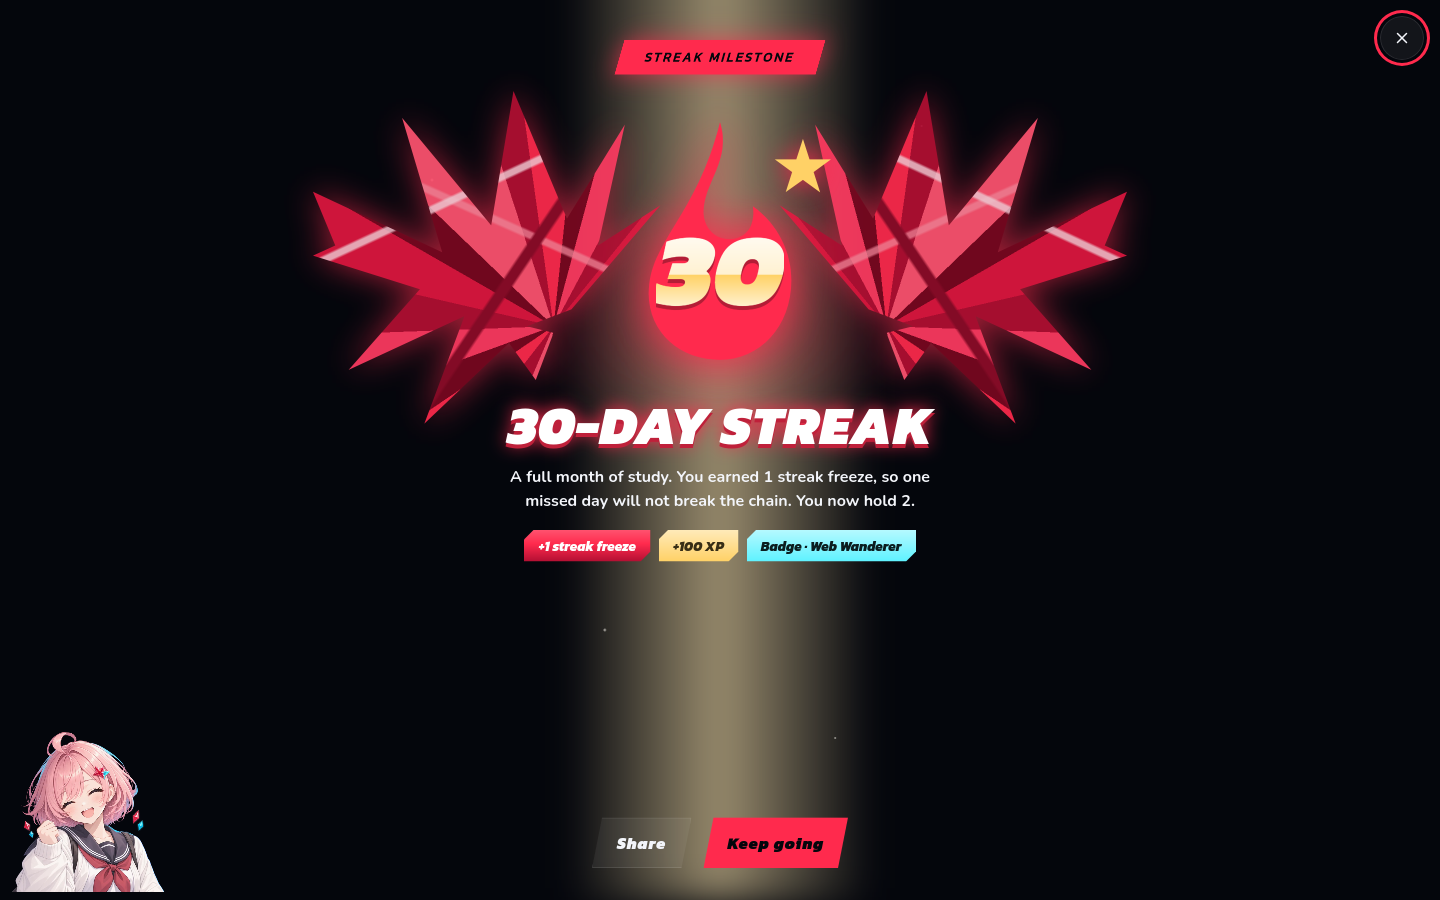 STREAK MILESTONE
30
30-DAY STREAK
A full month of study. You earned 1 streak freeze, so one
missed day will not break the chain. You now hold 2.
+1 streak freeze
+100 XP
Badge · Web Wanderer
Share
Keep going